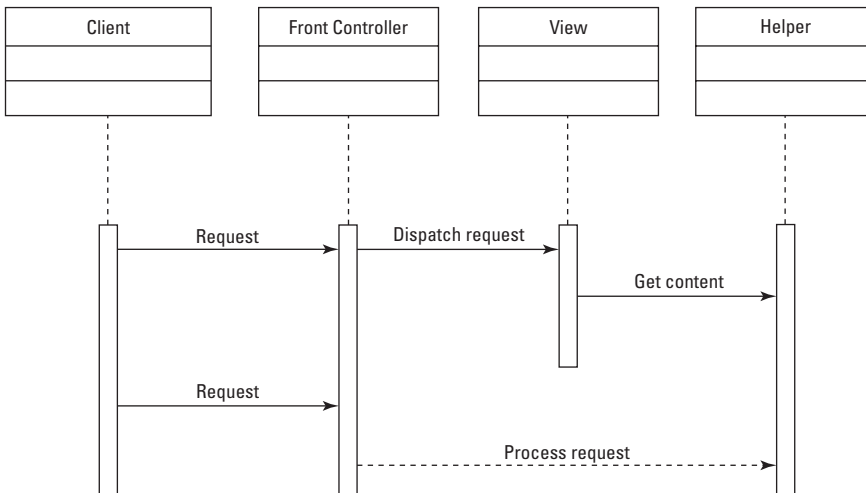 Client
Front Controller
View
Helper
Request
Dispatch request
Get content
Request
Process request